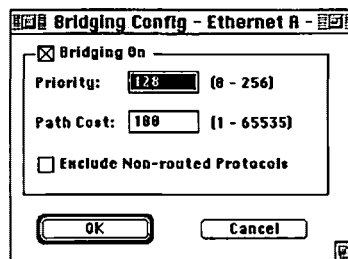 Bridging Config - Ethernet A -
Bridging On
Priority: 128 (0 - 256)
Path Cost: 100 (1 - 65535)
Exclude Non-routed Protocols
OK Cancel